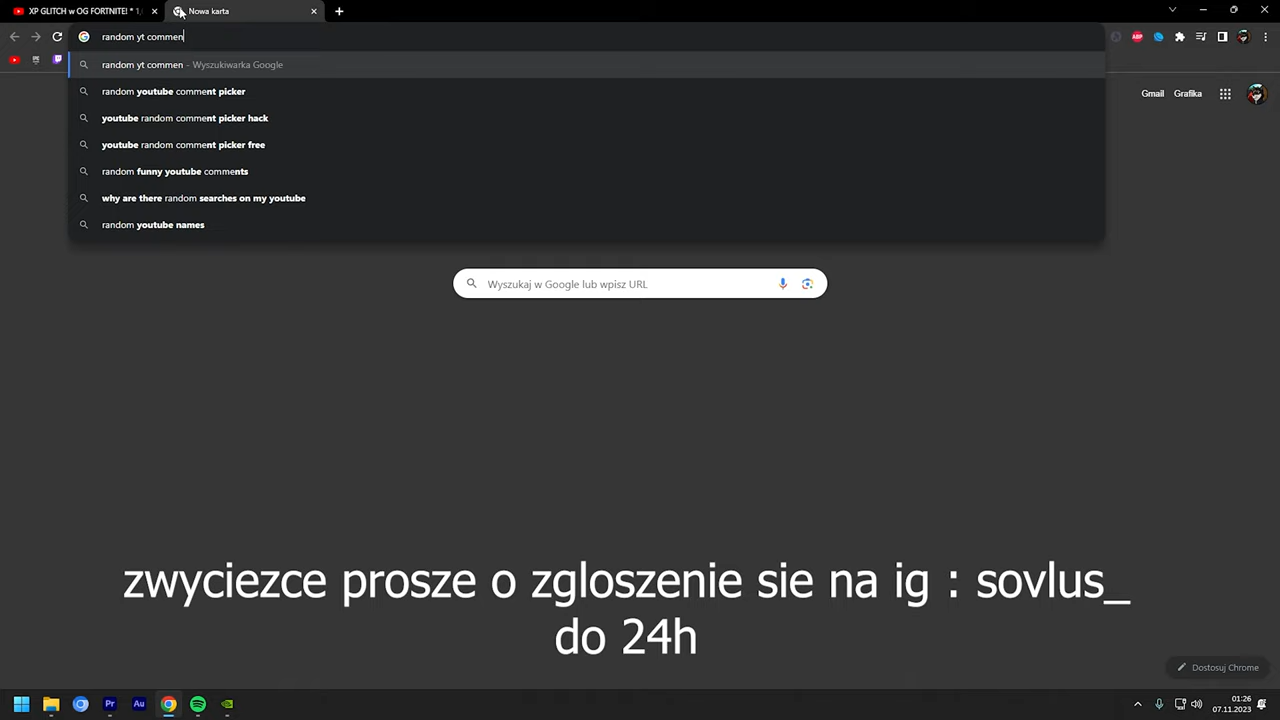 XP GLITCH w OG FORTNITE! * 1,(
Nowa karta
random yt commen
random yt commen - Wyszukiwarka Google
random youtube comment picker
youtube random comment picker hack
youtube random comment picker free
random funny youtube comments
why are there random searches on my youtube
random youtube names
ABP
Gmail Grafika
Wyszukaj w Google lub wpisz URL
zwyciezce prosze o zgloszenie sie na ig : sovlus_
do 24h
Dostosuj Chrome
Pr Au
01:26
07.11.2023